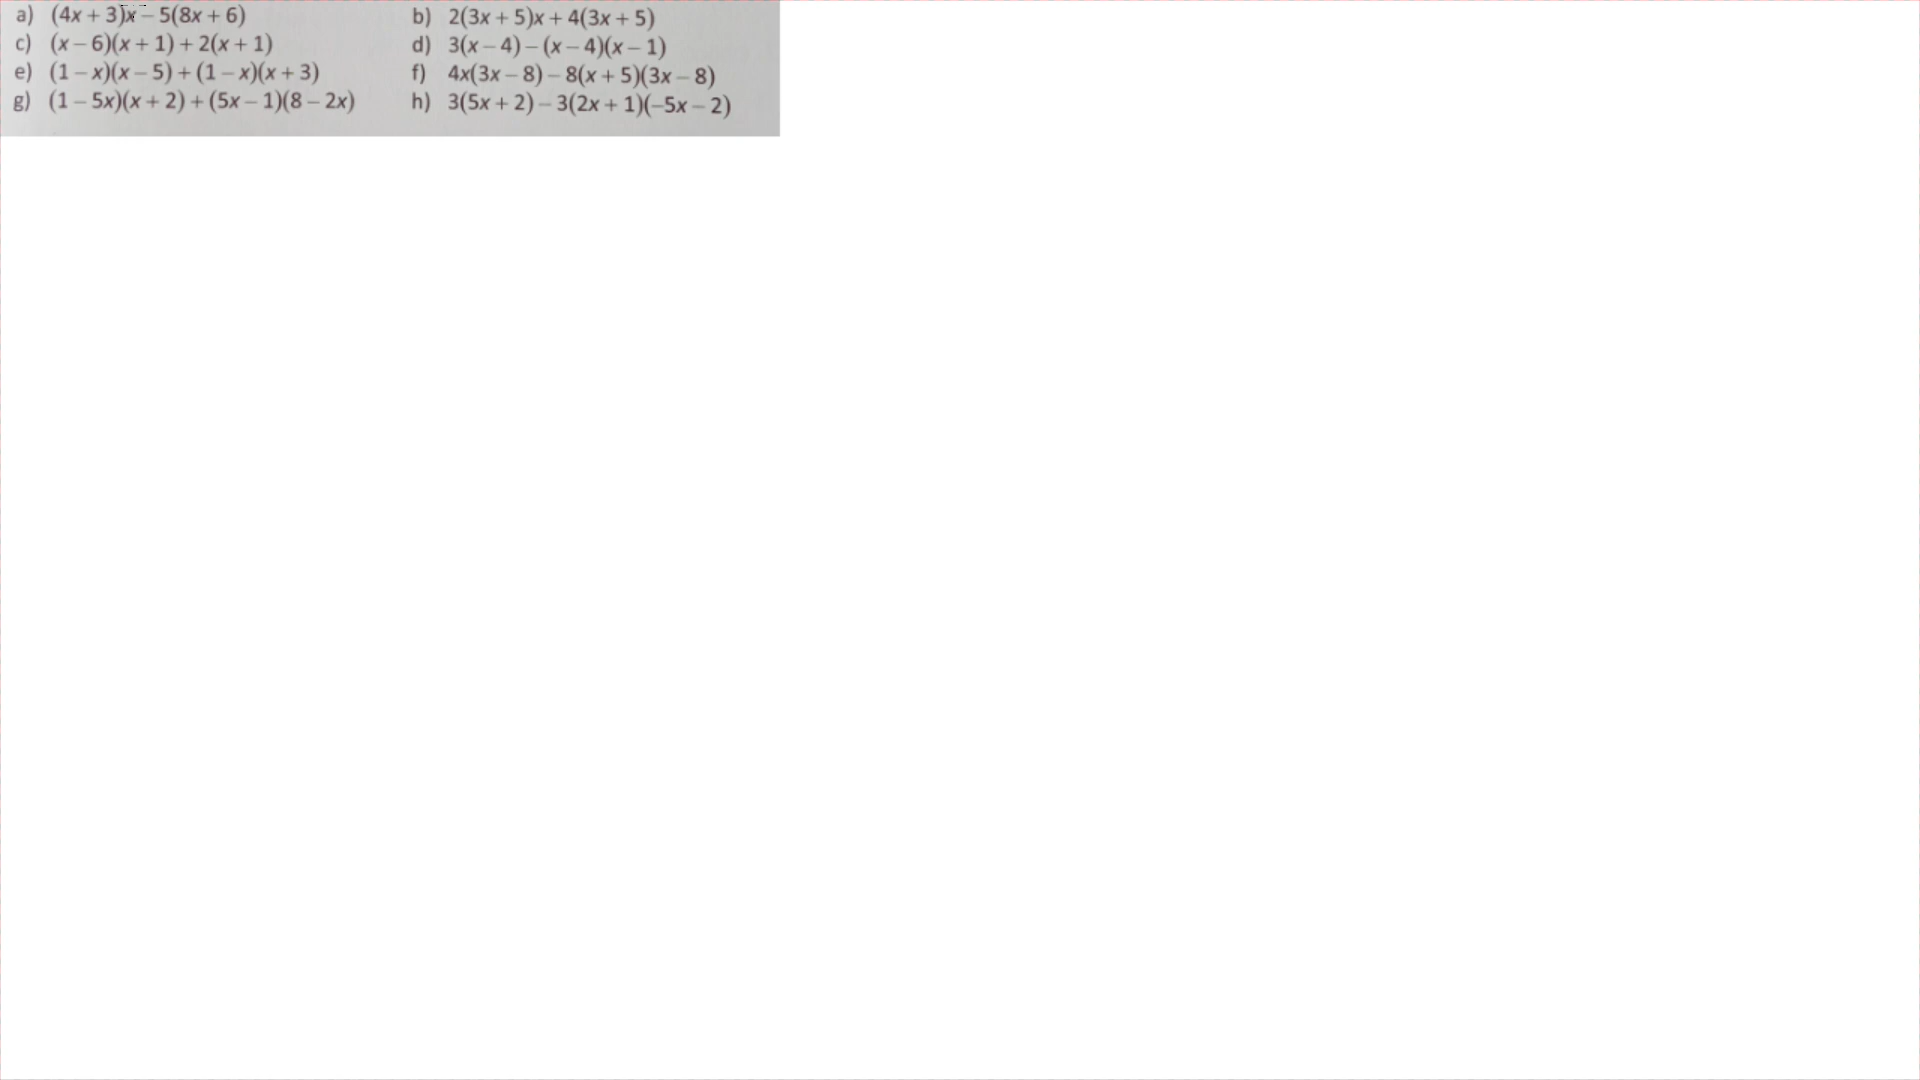 a) (4x + 3)x – 5(8x + 6) b) 2(3x + 5)x + 4(3x + 5)
c) (x – 6)(x + 1) + 2(x + 1) d) 3(x – 4) – (x – 4)(x – 1)
e) (1 – x)(x – 5) + (1 – x)(x + 3) f) 4x(3x – 8) – 8(x + 5)(3x – 8)
g) (1 – 5x)(x + 2) + (5x – 1)(8 – 2x) h) 3(5x + 2) – 3(2x + 1)(–5x – 2)